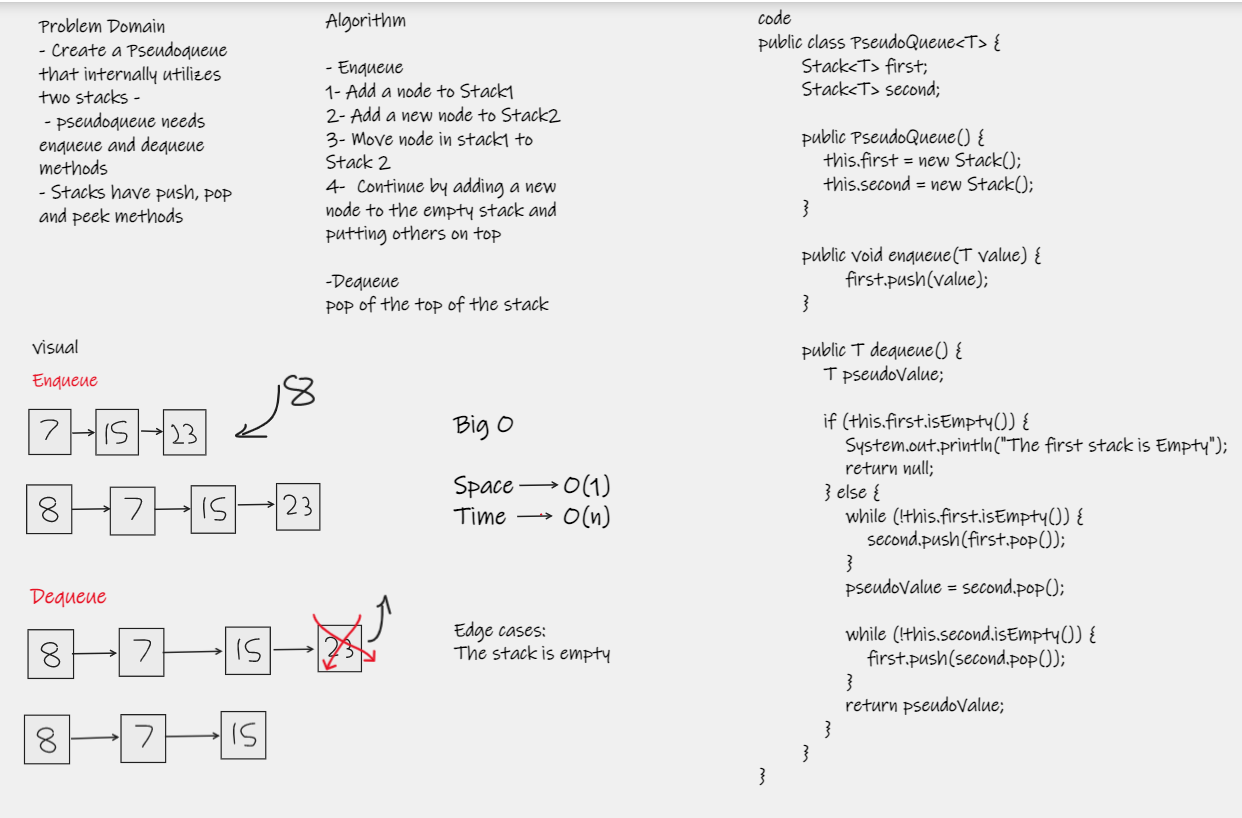 Problem Domain
- Create a Pseudoqueue
that internally utilizes
two stacks -
- pseudoqueue needs
enqueue and dequeue
methods
- Stacks have push, pop
and peek methods
Algorithm
- Enqueue
1- Add a node to Stack1
2- Add a new node to Stack2
3- Move node in stack1 to
Stack 2
4- Continue by adding a new
node to the empty stack and
putting others on top
-Dequeue
pop of the top of the stack
visual
Enqueue
8
7 15 23
8 7 15 23
Dequeue
8 7 15 23
8 7 15
Big O
Space → O(1)
Time → O(n)
Edge cases:
The stack is empty
code
public class PseudoQueue<T> {
Stack<T> first;
Stack<T> second;
public PseudoQueue() {
this.first = new Stack();
this.second = new Stack();
}
public void enqueue(T value) {
first.push(value);
}
public T dequeue() {
T pseudoValue;
if (this.first.isEmpty()) {
System.out.println("The first stack is Empty");
return null;
} else {
while (!this.first.isEmpty()) {
second.push(first.pop());
}
pseudoValue = second.pop();
while (!this.second.isEmpty()) {
first.push(second.pop());
}
return pseudoValue;
}
}
}